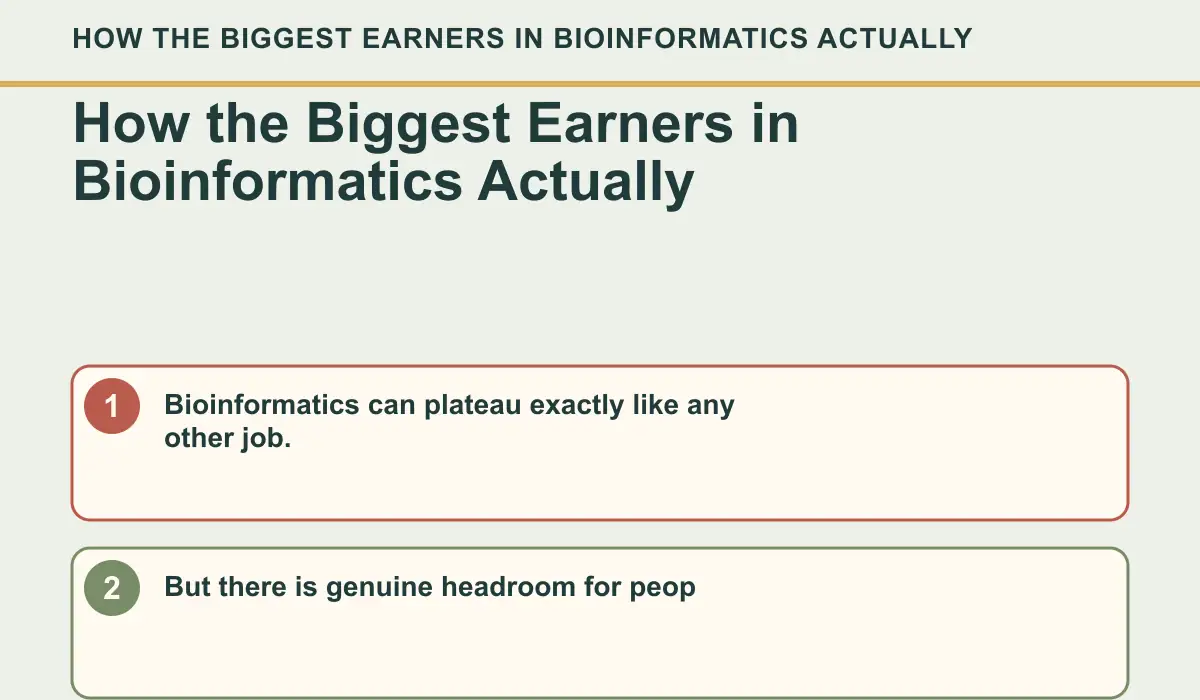 HOW THE BIGGEST EARNERS IN BIOINFORMATICS ACTUALLY
How the Biggest Earners in
Bioinformatics Actually
1
Bioinformatics can plateau exactly like any
other job.
2
But there is genuine headroom for peop